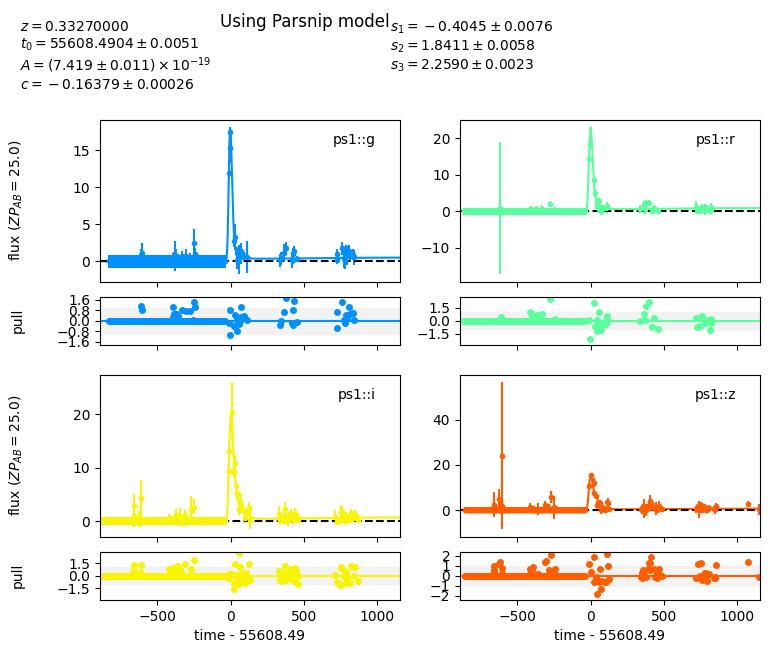 Using Parsnip model
z = 0.33270000
t₀ = 55608.4904 ± 0.0051
A = (7.419 ± 0.011) × 10⁻¹⁹
c = −0.16379 ± 0.00026
s₁ = −0.4045 ± 0.0076
s₂ = 1.8411 ± 0.0058
s₃ = 2.2590 ± 0.0023
flux (ZP_AB = 25.0)
15
10
5
0
ps1::g
20
10
0
−10
ps1::r
pull
1.6
0.8
0.0
−0.8
−1.6
1.5
0.0
−1.5
flux (ZP_AB = 25.0)
20
10
0
ps1::i
40
20
0
ps1::z
pull
1.5
0.0
−1.5
−500
0
500
1000
time - 55608.49
2
1
0
−1
−2
−500
0
500
1000
time - 55608.49